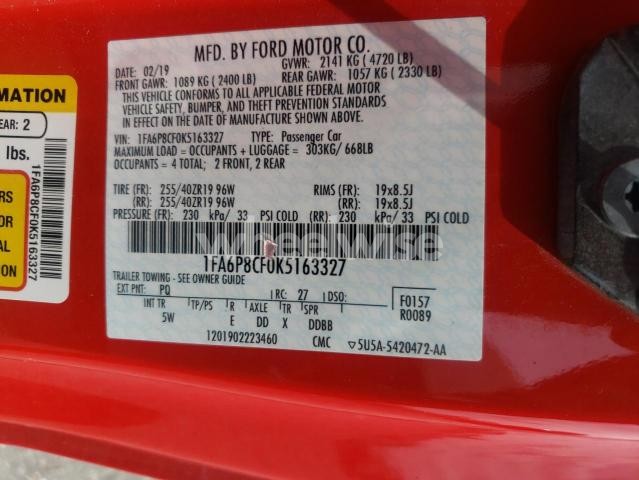 MFD. BY FORD MOTOR CO.
DATE: 02/19 GVWR: 2141 KG ( 4720 LB)
FRONT GAWR: 1089 KG ( 2400 LB) REAR GAWR: 1057 KG ( 2330 LB)
THIS VEHICLE CONFORMS TO ALL APPLICABLE FEDERAL MOTOR
VEHICLE SAFETY, BUMPER, AND THEFT PREVENTION STANDARDS
IN EFFECT ON THE DATE OF MANUFACTURE SHOWN ABOVE.
VIN: 1FA6P8CF0K5163327 TYPE: Passenger Car
MAXIMUM LOAD = OCCUPANTS + LUGGAGE = 303KG/ 668LB
OCCUPANTS = 4 TOTAL; 2 FRONT, 2 REAR
TIRE (FR): 255/40ZR19 96W RIMS (FR): 19x8.5J
(RR): 255/40ZR19 96W (RR): 19x8.5J
PRESSURE (FR): 230 kPa/ 33 PSI COLD (RR): 230 kPa/ 33 PSI COLD
WheelWise
1FA6P8CF0K5163327
TRAILER TOWING - SEE OWNER GUIDE
EXT PNT: PQ RC: 27 DSO: F0157
INT TR TP/PS R AXLE TR SPR R0089
5W E DD X DDBB
1201902223460 CMC 5U5A-5420472-AA
MATION
EAR: 2
lbs.
1FA6P8CF0K5163327
RS
OR
ATION